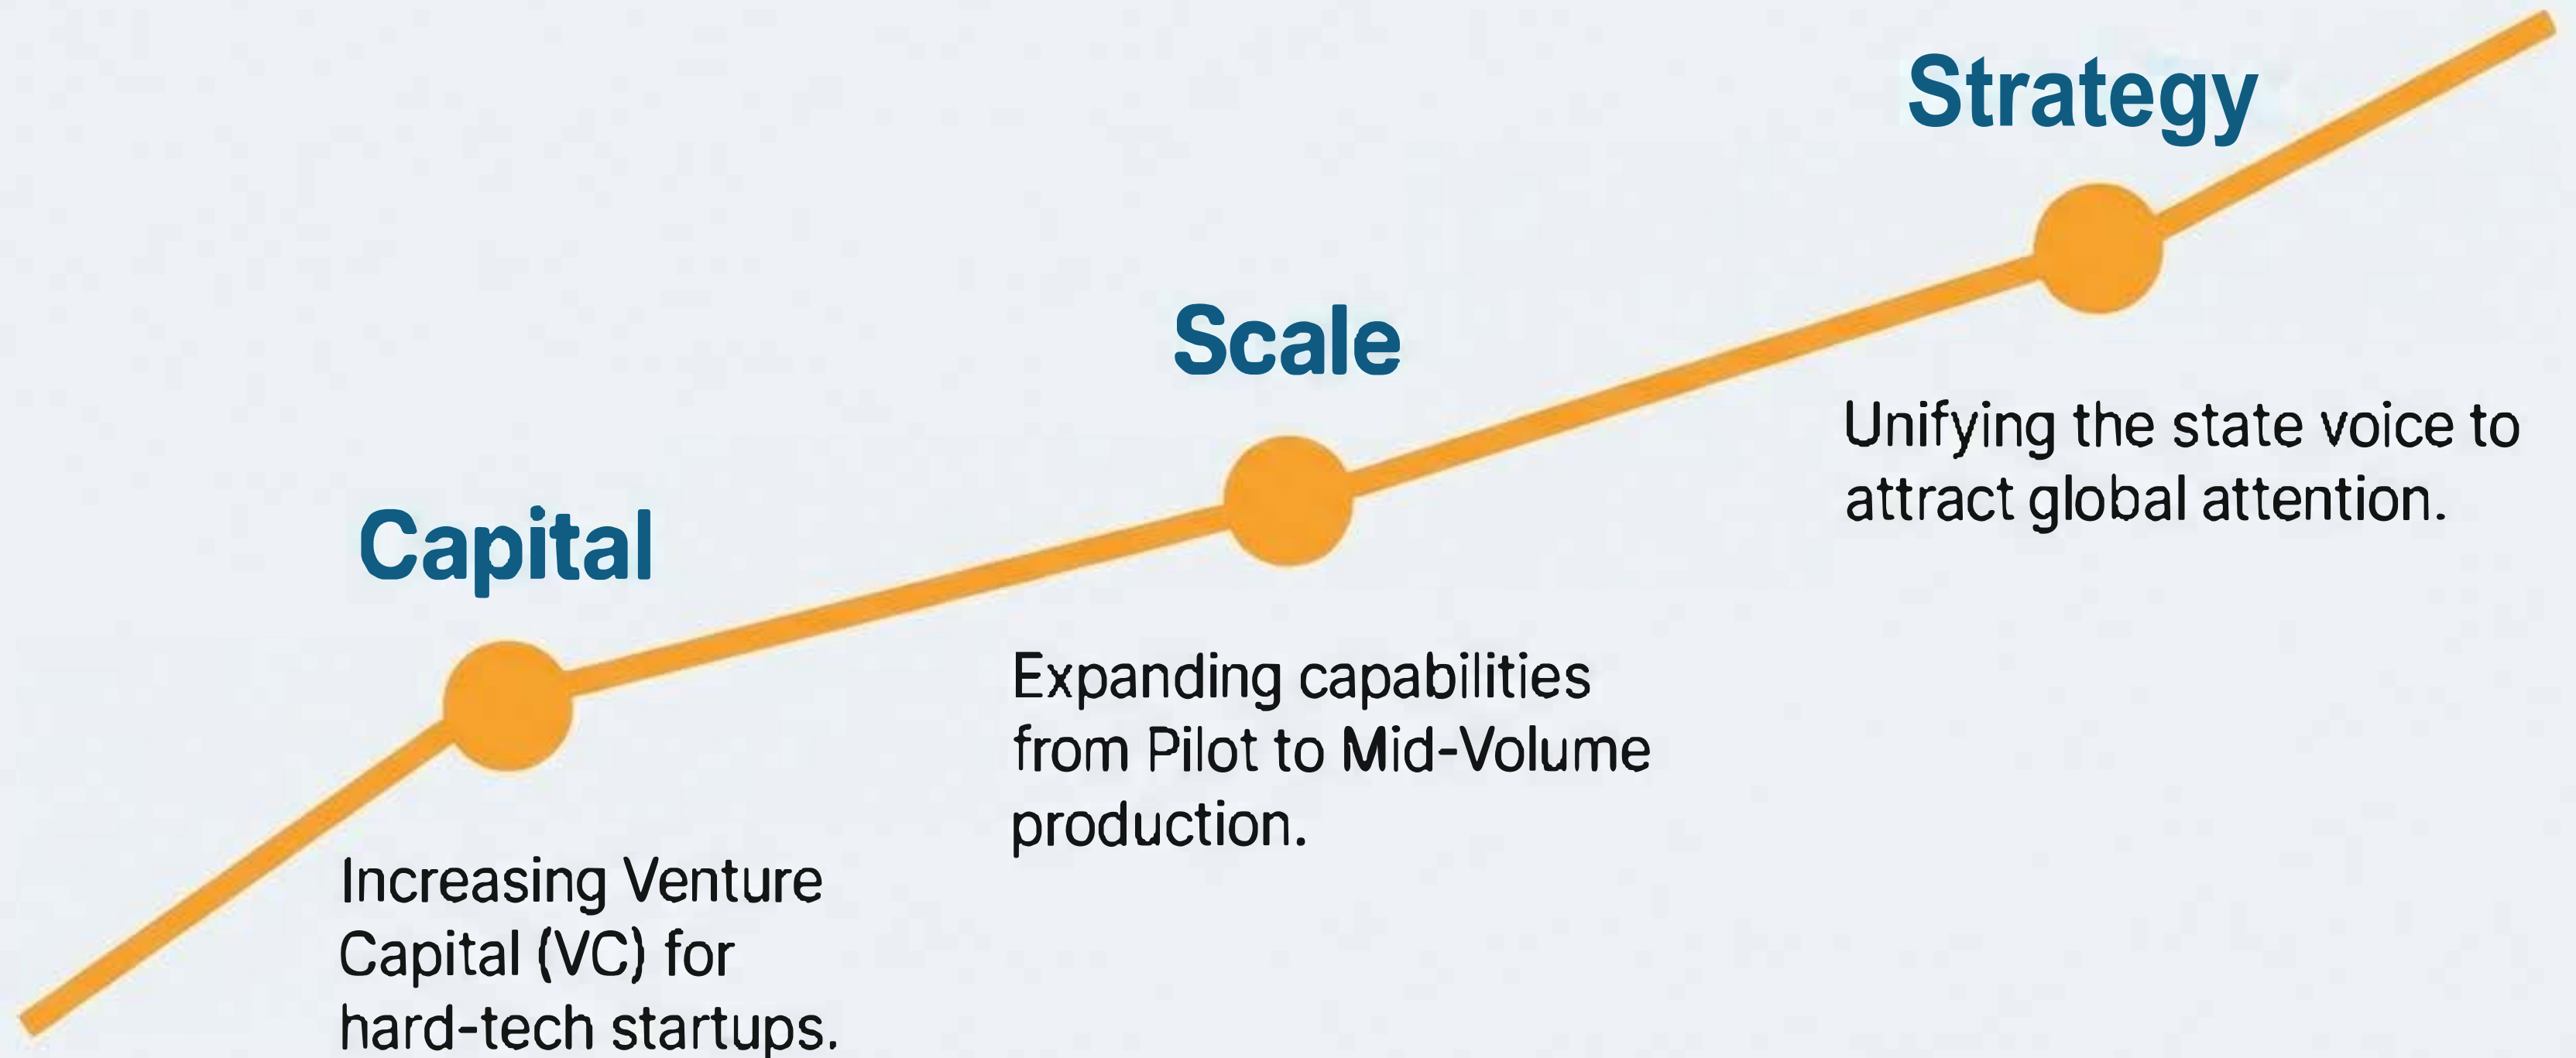 Capital
Increasing Venture
Capital (VC) for
hard-tech startups.
Scale
Expanding capabilities
from Pilot to Mid-Volume
production.
Strategy
Unifying the state voice to
attract global attention.